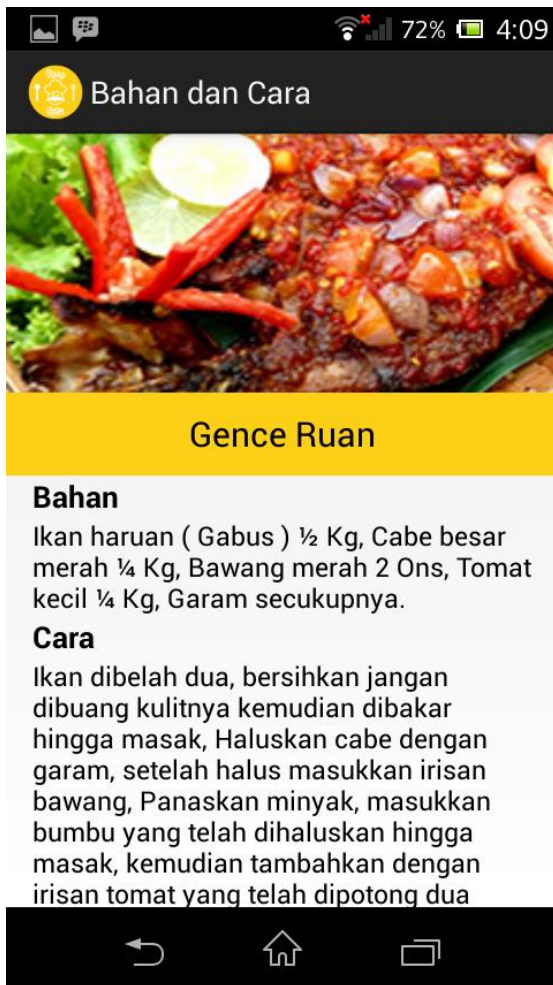 72% 4:09
Bahan dan Cara
Gence Ruan
Bahan
Ikan haruan ( Gabus ) ½ Kg, Cabe besar
merah ¼ Kg, Bawang merah 2 Ons, Tomat
kecil ¼ Kg, Garam secukupnya.
Cara
Ikan dibelah dua, bersihkan jangan
dibuang kulitnya kemudian dibakar
hingga masak, Haluskan cabe dengan
garam, setelah halus masukkan irisan
bawang, Panaskan minyak, masukkan
bumbu yang telah dihaluskan hingga
masak, kemudian tambahkan dengan
irisan tomat yang telah dipotong dua